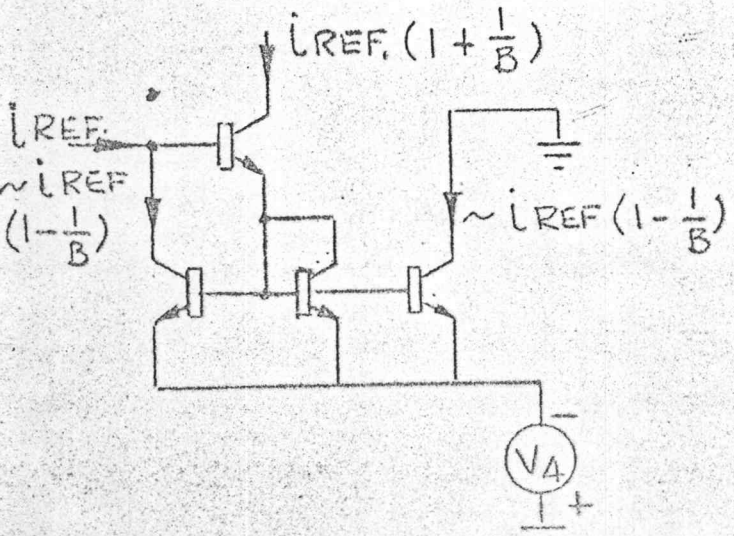 iREF. (1 + 1/B)
iREF.
~ iREF
(1 - 1/B)
~ iREF (1 - 1/B)
-
V4
+